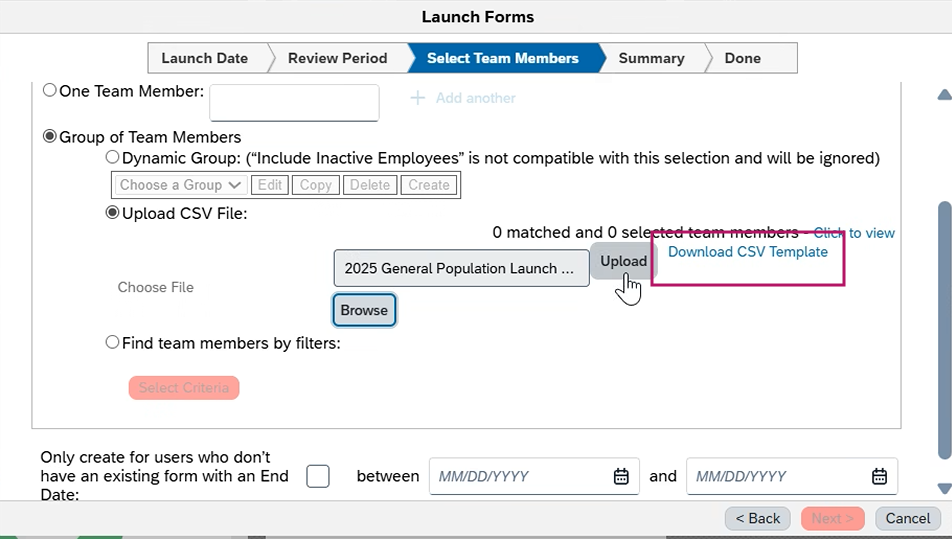 Launch Forms
Launch Date Review Period Select Team Members Summary Done
One Team Member:
Add another
Group of Team Members
Dynamic Group: (“Include Inactive Employees” is not compatible with this selection and will be ignored)
Choose a Group Edit Copy Delete Create
Upload CSV File:
0 matched and 0 selected team members - Click to view
Download CSV Template
2025 General Population Launch ... Upload
Choose File
Browse
Find team members by filters:
Select Criteria
Only create for users who don’t
have an existing form with an End
Date:
between MM/DD/YYYY and MM/DD/YYYY
< Back Next > Cancel